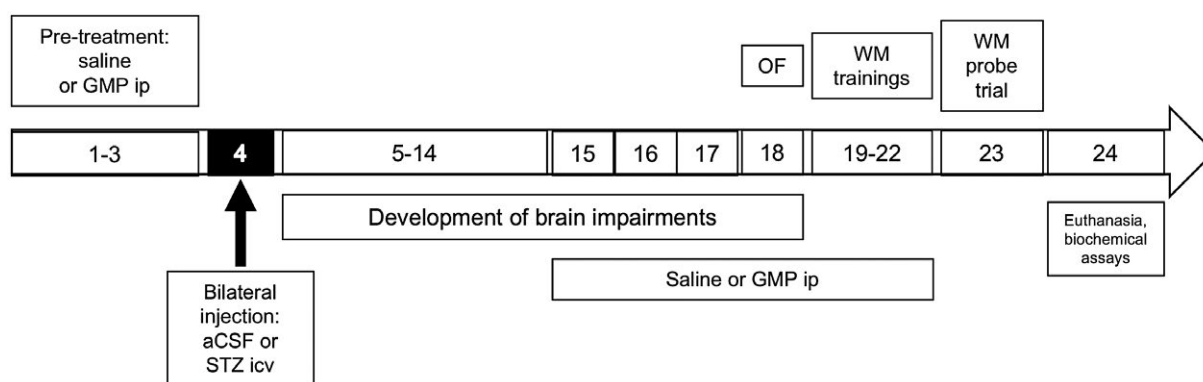 Pre-treatment:
saline
or GMP ip
OF
WM
trainings
WM
probe
trial
1-3
4
5-14
15
16
17
18
19-22
23
24
Development of brain impairments
Saline or GMP ip
Euthanasia,
biochemical
assays
Bilateral
injection:
aCSF or
STZ icv